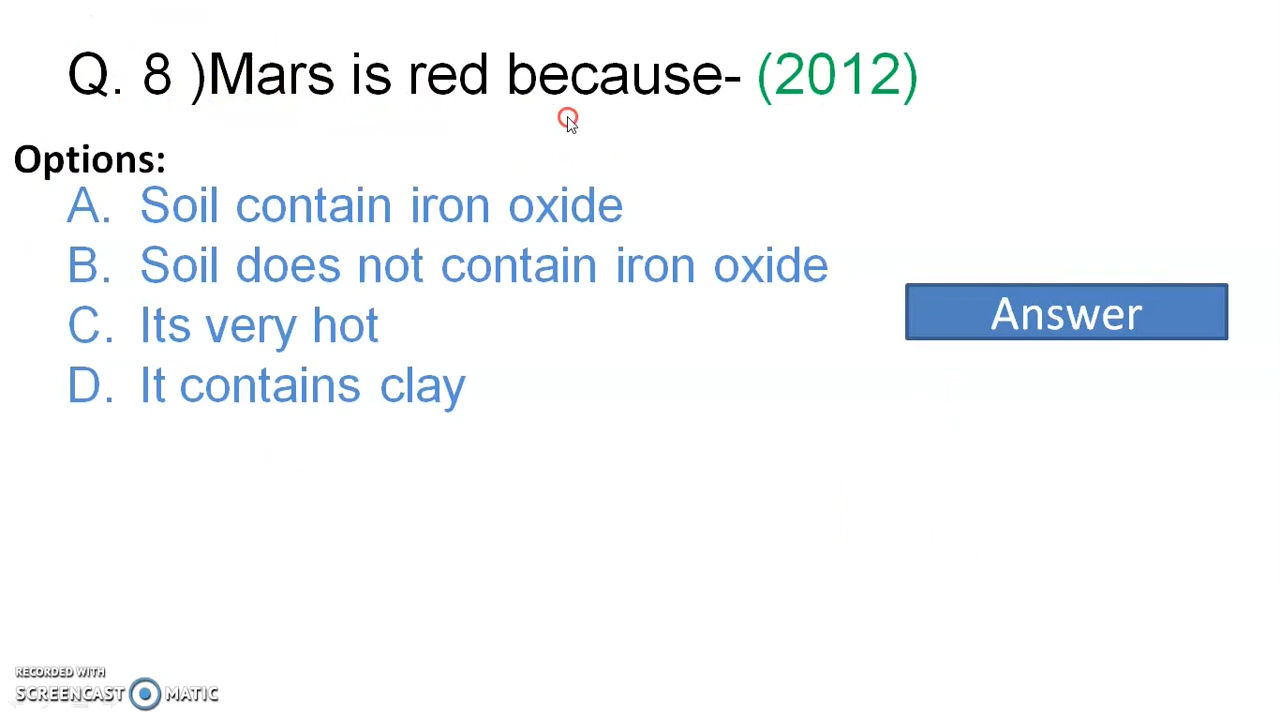 Q. 8 )Mars is red because- (2012)
Options:
A. Soil contain iron oxide
B. Soil does not contain iron oxide
C. Its very hot
D. It contains clay
Answer
RECORDED WITH
SCREENCAST MATIC